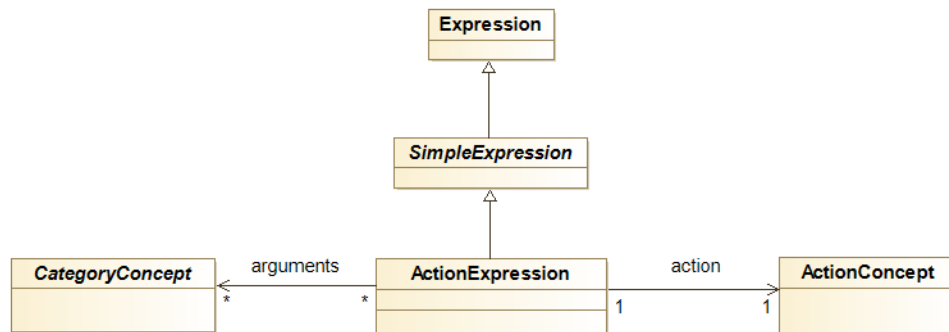 Expression
SimpleExpression
CategoryConcept
arguments
* *
ActionExpression
action
1 1
ActionConcept